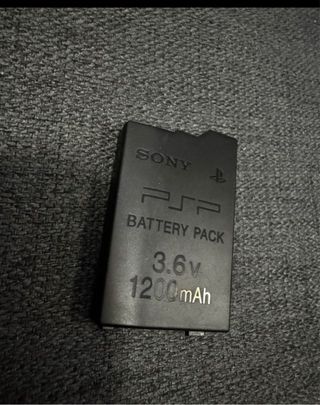 SONY
PSP
BATTERY PACK
3.6v
1200mAh